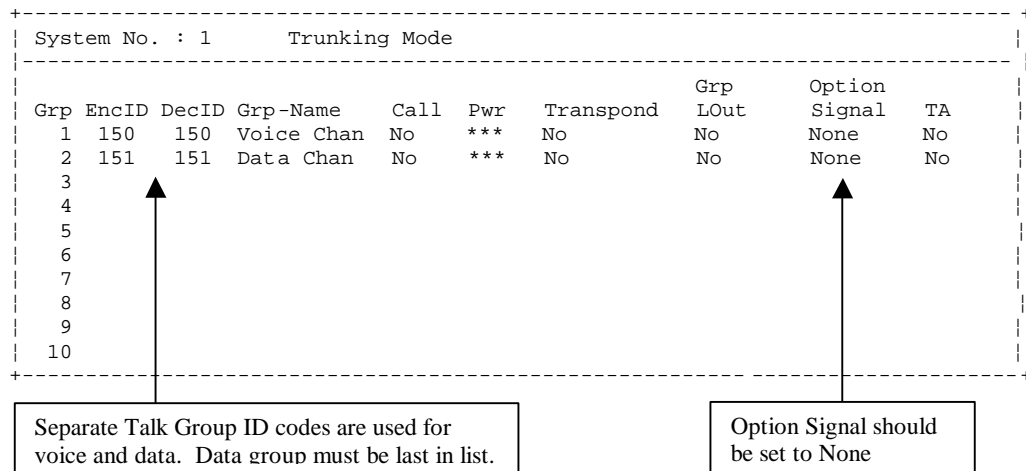 System No. : 1 Trunking Mode
Grp Option
Grp EncID DecID Grp-Name Call Pwr Transpond LOut Signal TA
1 150 150 Voice Chan No *** No No None No
2 151 151 Data Chan No *** No No None No
3
4
5
6
7
8
9
10
Separate Talk Group ID codes are used for
voice and data. Data group must be last in list.
Option Signal should
be set to None